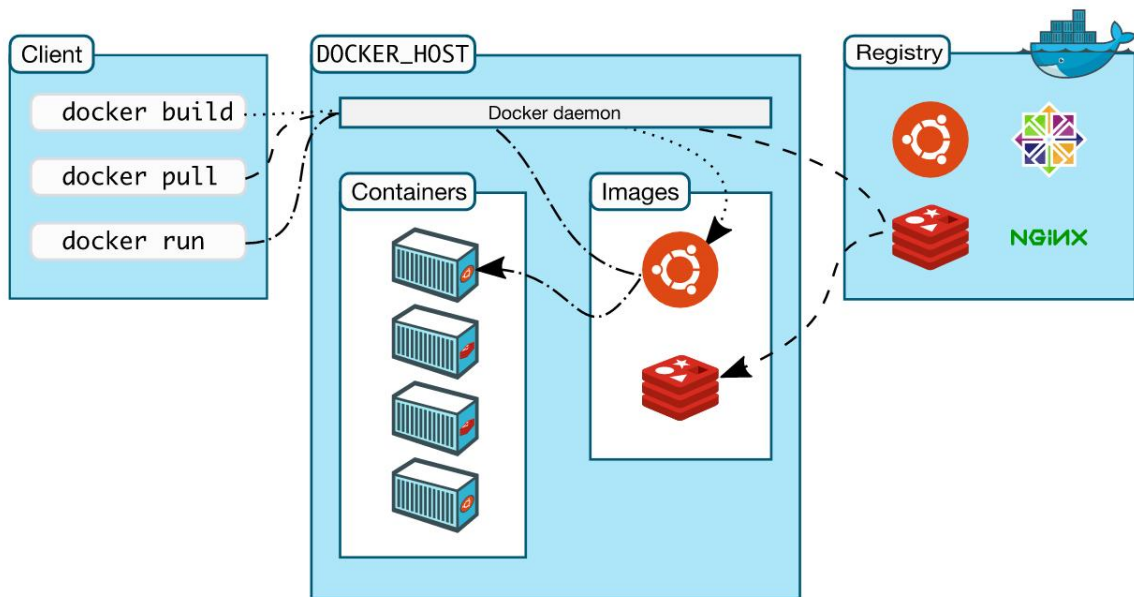 Client
docker build
docker pull
docker run
DOCKER_HOST
Docker daemon
Containers
Images
Registry
NGiNX